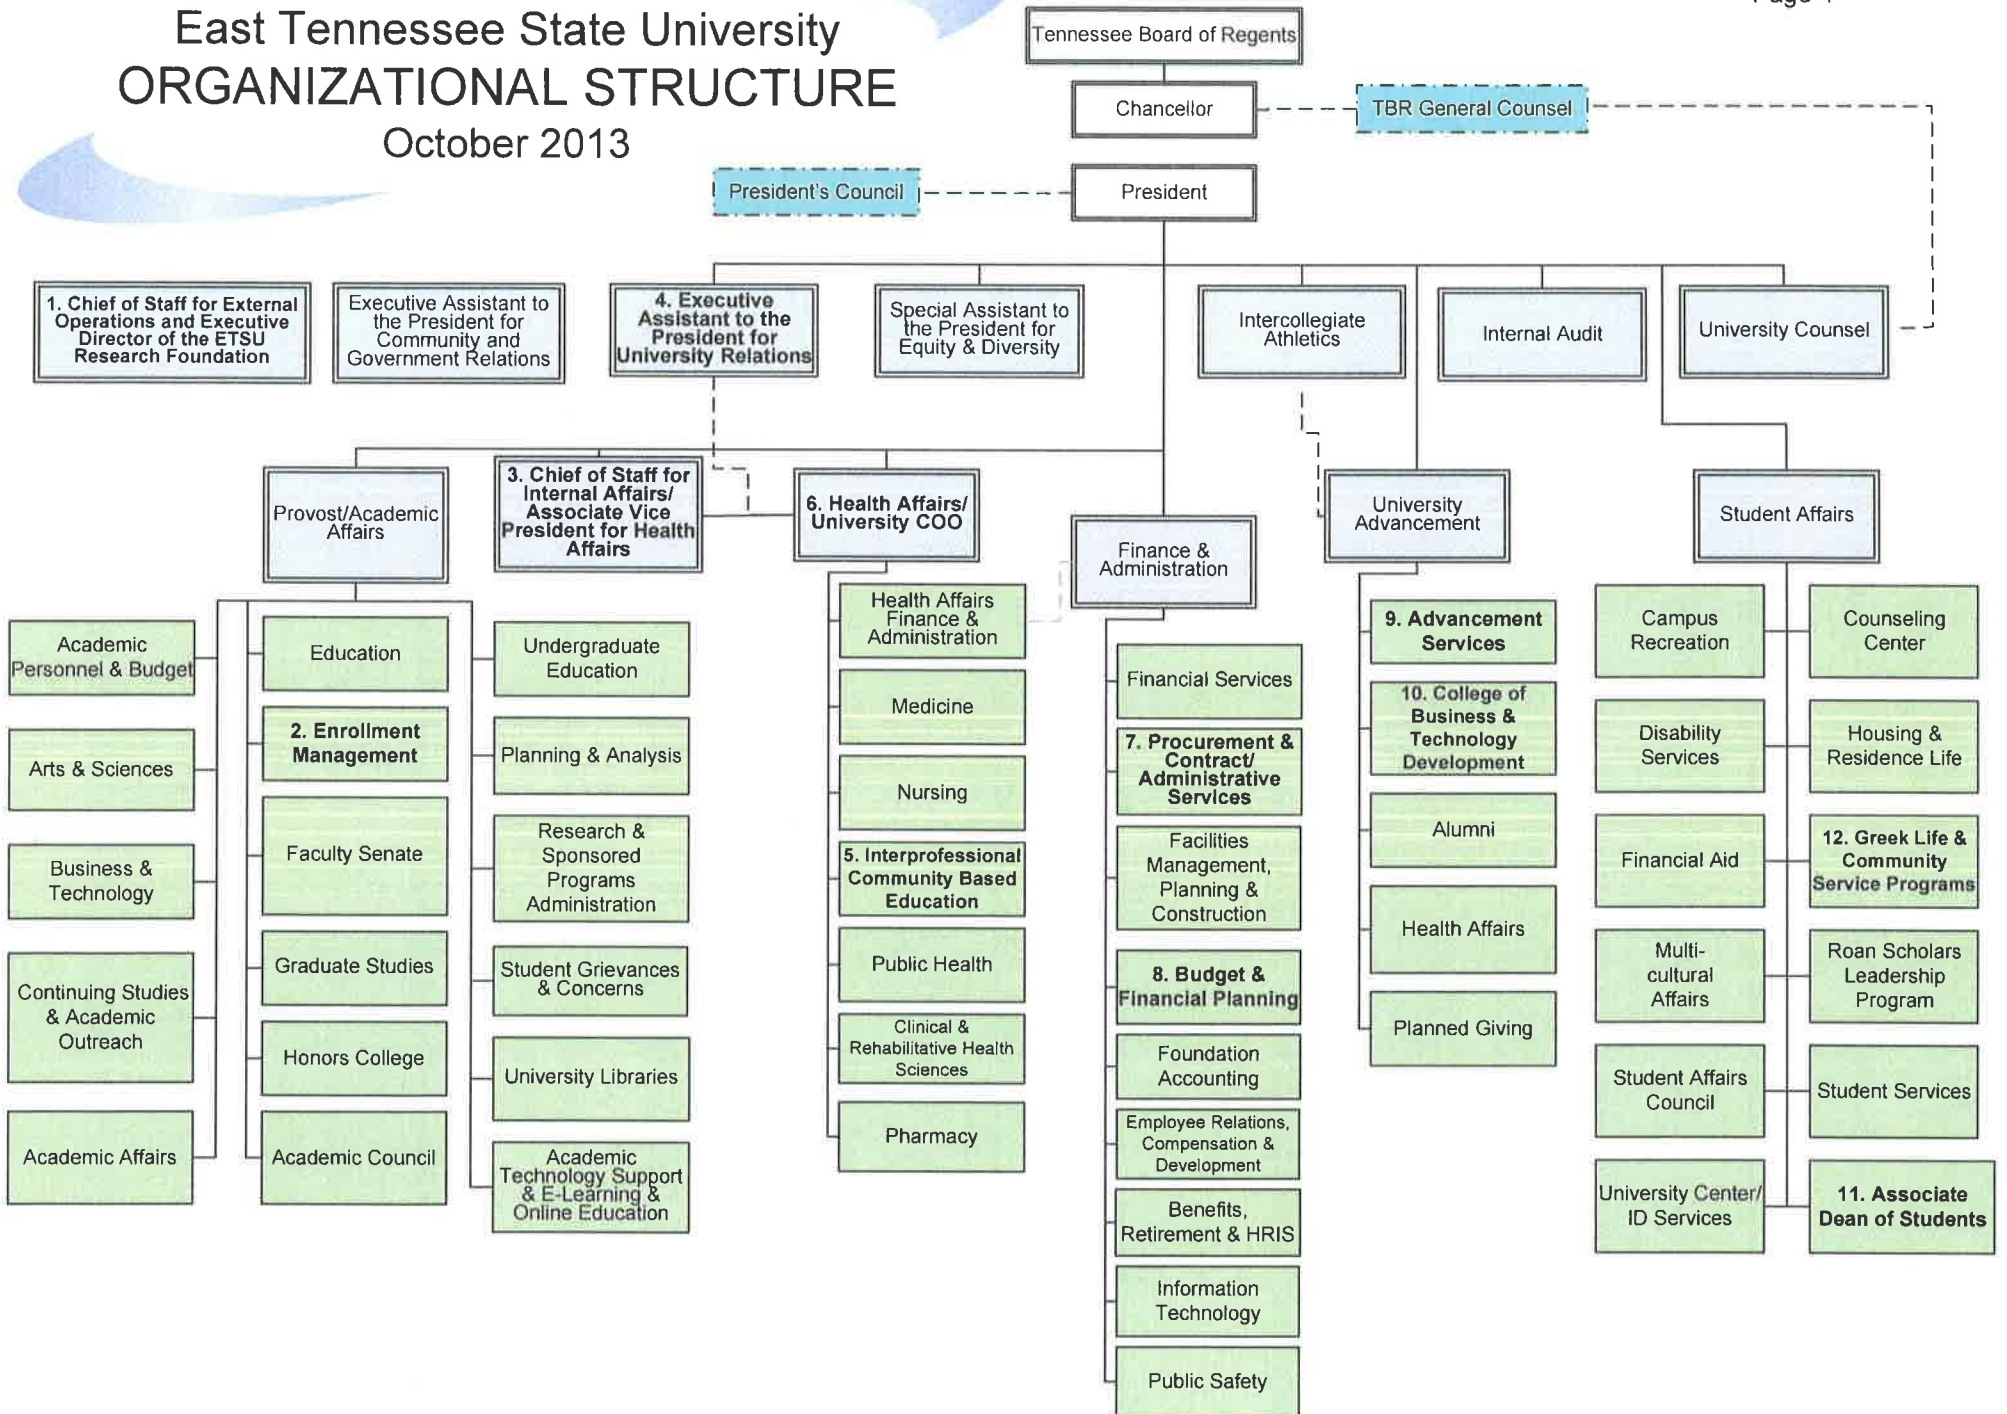 Page 1
East Tennessee State University
ORGANIZATIONAL STRUCTURE
October 2013
Tennessee Board of Regents
Chancellor
TBR General Counsel
President's Council
President
1. Chief of Staff for External
Operations and Executive
Director of the ETSU
Research Foundation
Executive Assistant to
the President for
Community and
Government Relations
4. Executive
Assistant to the
President for
University Relations
Special Assistant to
the President for
Equity & Diversity
Intercollegiate
Athletics
Internal Audit
University Counsel
Provost/Academic
Affairs
3. Chief of Staff for
Internal Affairs/
Associate Vice
President for Health
Affairs
6. Health Affairs/
University COO
Finance &
Administration
University
Advancement
Student Affairs
Academic
Personnel & Budget
Arts & Sciences
Business &
Technology
Continuing Studies
& Academic
Outreach
Academic Affairs
Education
2. Enrollment
Management
Faculty Senate
Graduate Studies
Honors College
Academic Council
Undergraduate
Education
Planning & Analysis
Research &
Sponsored
Programs
Administration
Student Grievances
& Concerns
University Libraries
Academic
Technology Support
& E-Learning &
Online Education
Health Affairs
Finance &
Administration
Medicine
Nursing
5. Interprofessional
Community Based
Education
Public Health
Clinical &
Rehabilitative Health
Sciences
Pharmacy
Financial Services
7. Procurement &
Contract/
Administrative
Services
Facilities
Management,
Planning &
Construction
8. Budget &
Financial Planning
Foundation
Accounting
Employee Relations,
Compensation &
Development
Benefits,
Retirement & HRIS
Information
Technology
Public Safety
9. Advancement
Services
10. College of
Business &
Technology
Development
Alumni
Health Affairs
Planned Giving
Campus
Recreation
Disability
Services
Financial Aid
Multi-
cultural
Affairs
Student Affairs
Council
University Center/
ID Services
Counseling
Center
Housing &
Residence Life
12. Greek Life &
Community
Service Programs
Roan Scholars
Leadership
Program
Student Services
11. Associate
Dean of Students